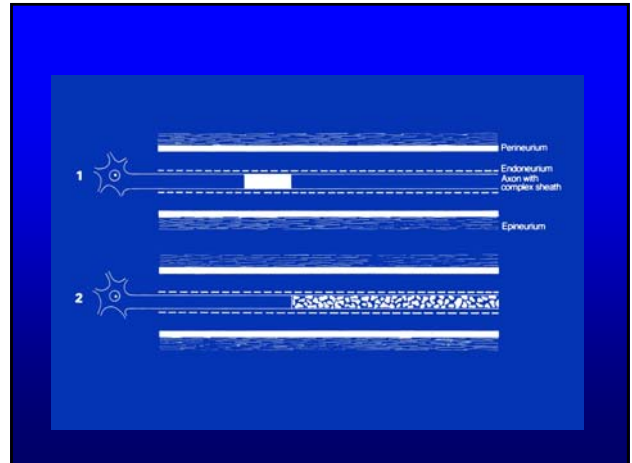 Perineurium
1
Endoneurium
Axon with
complex sheath
Epineurium
2